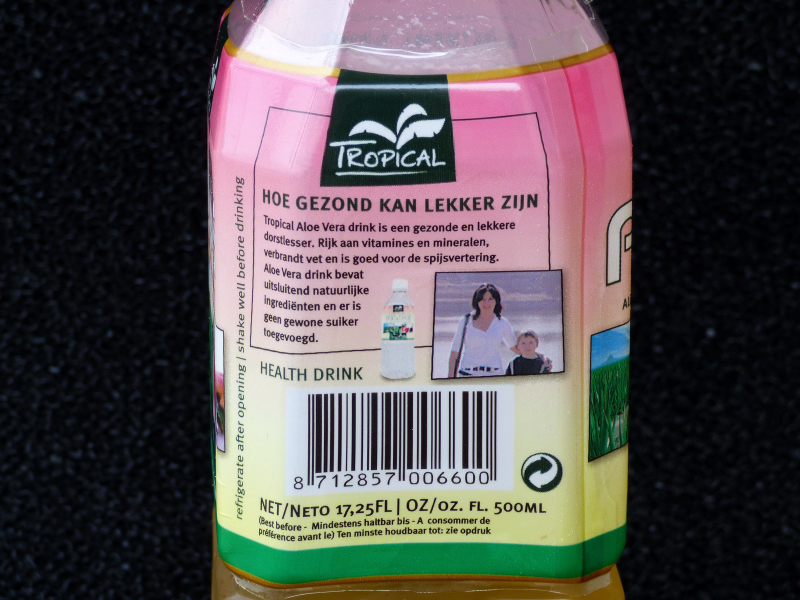 TROPICAL
HOE GEZOND KAN LEKKER ZIJN
Tropical Aloe Vera drink is een gezonde en lekkere
dorstlesser. Rijk aan vitamines en mineralen,
verbrandt vet en is goed voor de spijsvertering.
Aloe Vera drink bevat
uitsluitend natuurlijke
ingrediënten en er is
geen gewone suiker
toegevoegd.
HEALTH DRINK
8 712857 006600
NET/NETO 17,25FL | OZ/OZ. FL. 500ML
(Best before - Mindestens haltbar bis - A consommer de
préférence avant le) Ten minste houdbaar tot: zie opdruk
refrigerate after opening | shake well before drinking